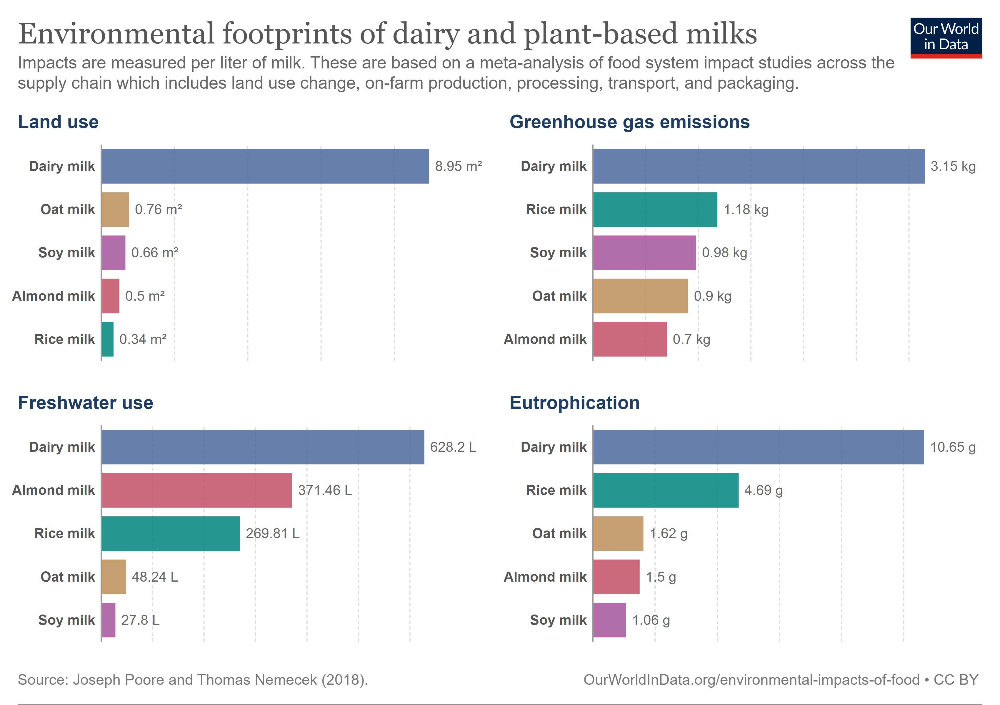 Environmental footprints of dairy and plant-based milks
Our World
in Data
Impacts are measured per liter of milk. These are based on a meta-analysis of food system impact studies across the
supply chain which includes land use change, on-farm production, processing, transport, and packaging.
Land use
Dairy milk 8.95 m²
Oat milk 0.76 m²
Soy milk 0.66 m²
Almond milk 0.5 m²
Rice milk 0.34 m²
Greenhouse gas emissions
Dairy milk 3.15 kg
Rice milk 1.18 kg
Soy milk 0.98 kg
Oat milk 0.9 kg
Almond milk 0.7 kg
Freshwater use
Dairy milk 628.2 L
Almond milk 371.46 L
Rice milk 269.81 L
Oat milk 48.24 L
Soy milk 27.8 L
Eutrophication
Dairy milk 10.65 g
Rice milk 4.69 g
Oat milk 1.62 g
Almond milk 1.5 g
Soy milk 1.06 g
Source: Joseph Poore and Thomas Nemecek (2018).
OurWorldInData.org/environmental-impacts-of-food • CC BY